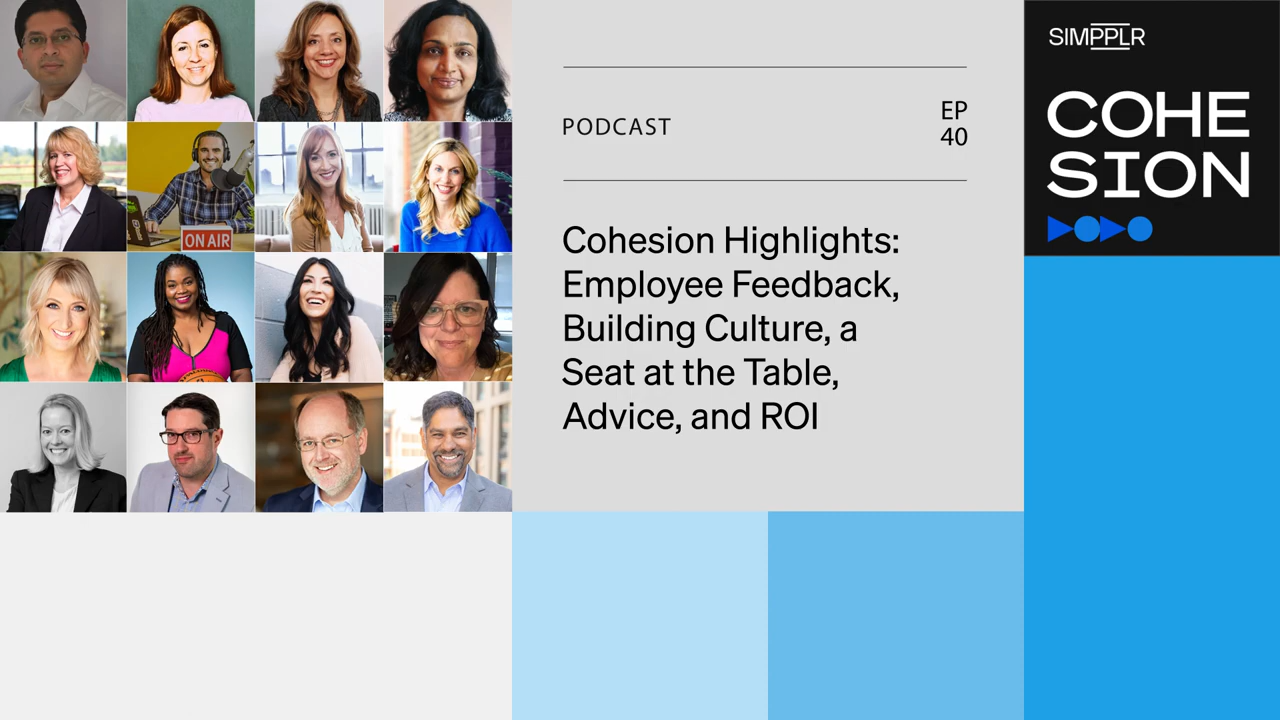 ON AIR
PODCAST
EP
40
Cohesion Highlights:
Employee Feedback,
Building Culture, a
Seat at the Table,
Advice, and ROI
SIMPPLR
COHE
SION